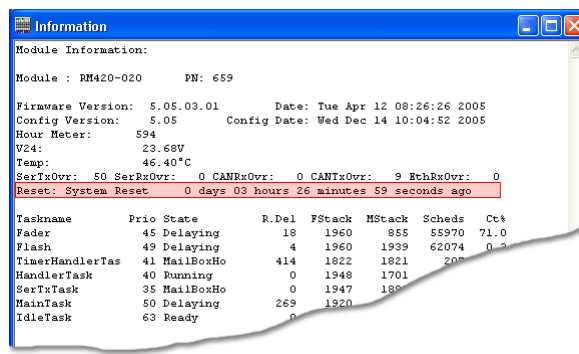 Information
Module Information:
Module : RM420-020 PN: 659
Firmware Version: 5.05.03.01 Date: Tue Apr 12 08:26:26 2005
Config Version: 5.05 Config Date: Wed Dec 14 10:04:52 2005
Hour Meter: 594
V24: 23.68V
Temp: 46.40°C
SerTxOvr: 50 SerRxOvr: 0 CANRxOvr: 0 CANTxOvr: 9 EthRxOvr: 0
Reset: System Reset 0 days 03 hours 26 minutes 59 seconds ago
Taskname Prio State R.Del FStack MStack Scheds Ct%
Fader 45 Delaying 18 1960 855 55970 71.0
Flash 49 Delaying 4 1960 1939 62074
TimerHandlerTas 41 MailBoxHo 414 1822 1821
HandlerTask 40 Running 0 1948 1701
SerTxTask 35 MailBoxHo 0 1947
MainTask 50 Delaying 269 1920
IdleTask 63 Ready